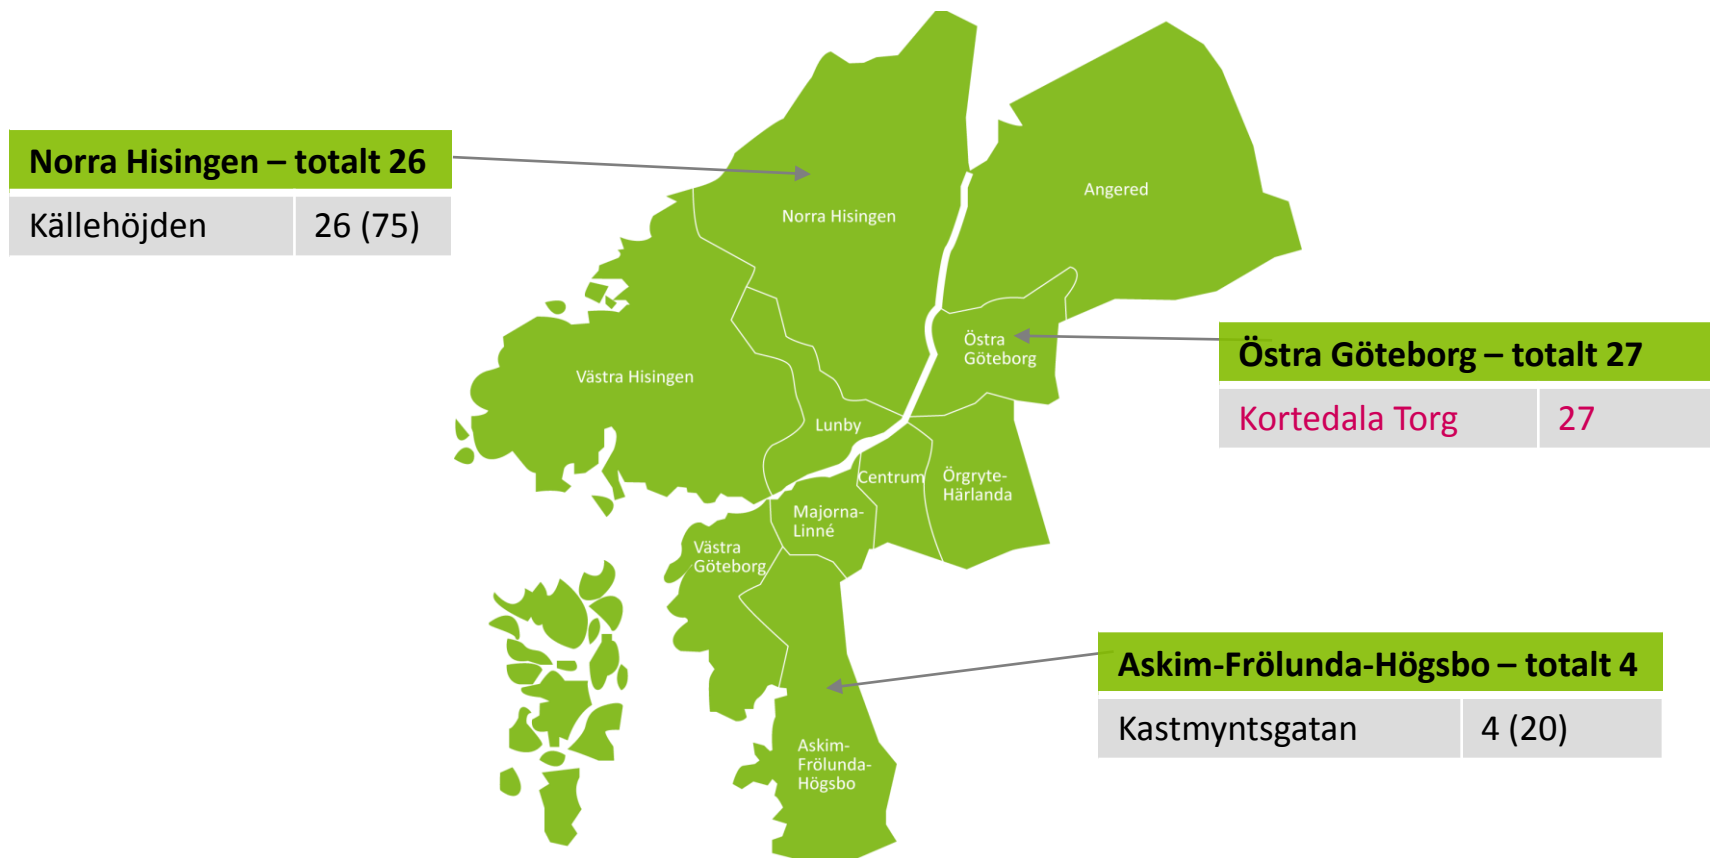 Norra Hisingen – totalt 26
Källehöjden 26 (75)
Angered
Norra Hisingen
Östra
Göteborg
Östra Göteborg – totalt 27
Kortedala Torg 27
Västra Hisingen
Lunby
Centrum
Örgryte-
Härlanda
Majorna-
Linné
Västra
Göteborg
Askim-Frölunda-Högsbo – totalt 4
Kastmyntsgatan 4 (20)
Askim-
Frölunda-
Högsbo